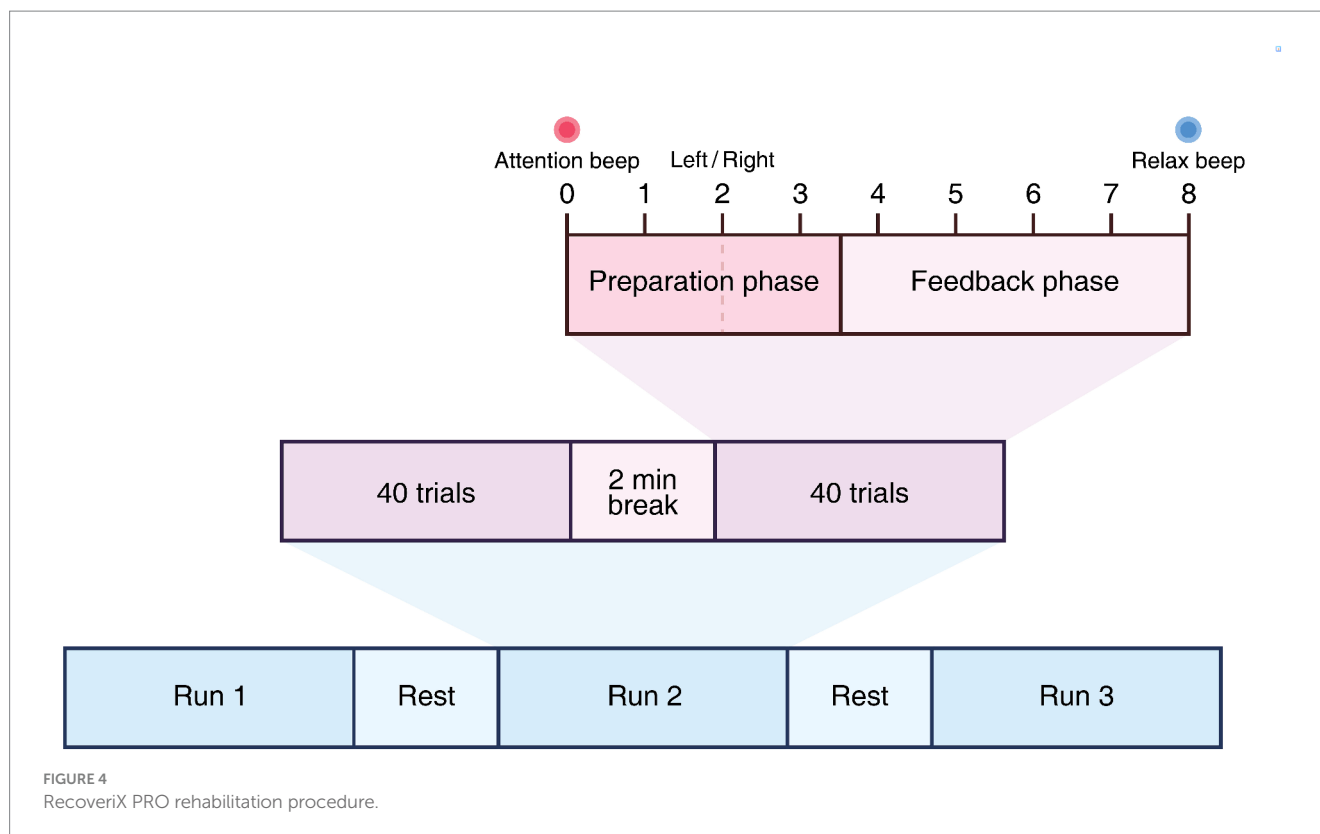 Attention beep
Left / Right
Relax beep
0 1 2 3 4 5 6 7 8
Preparation phase
Feedback phase
40 trials
2 min
break
40 trials
Run 1
Rest
Run 2
Rest
Run 3
FIGURE 4
RecoveriX PRO rehabilitation procedure.